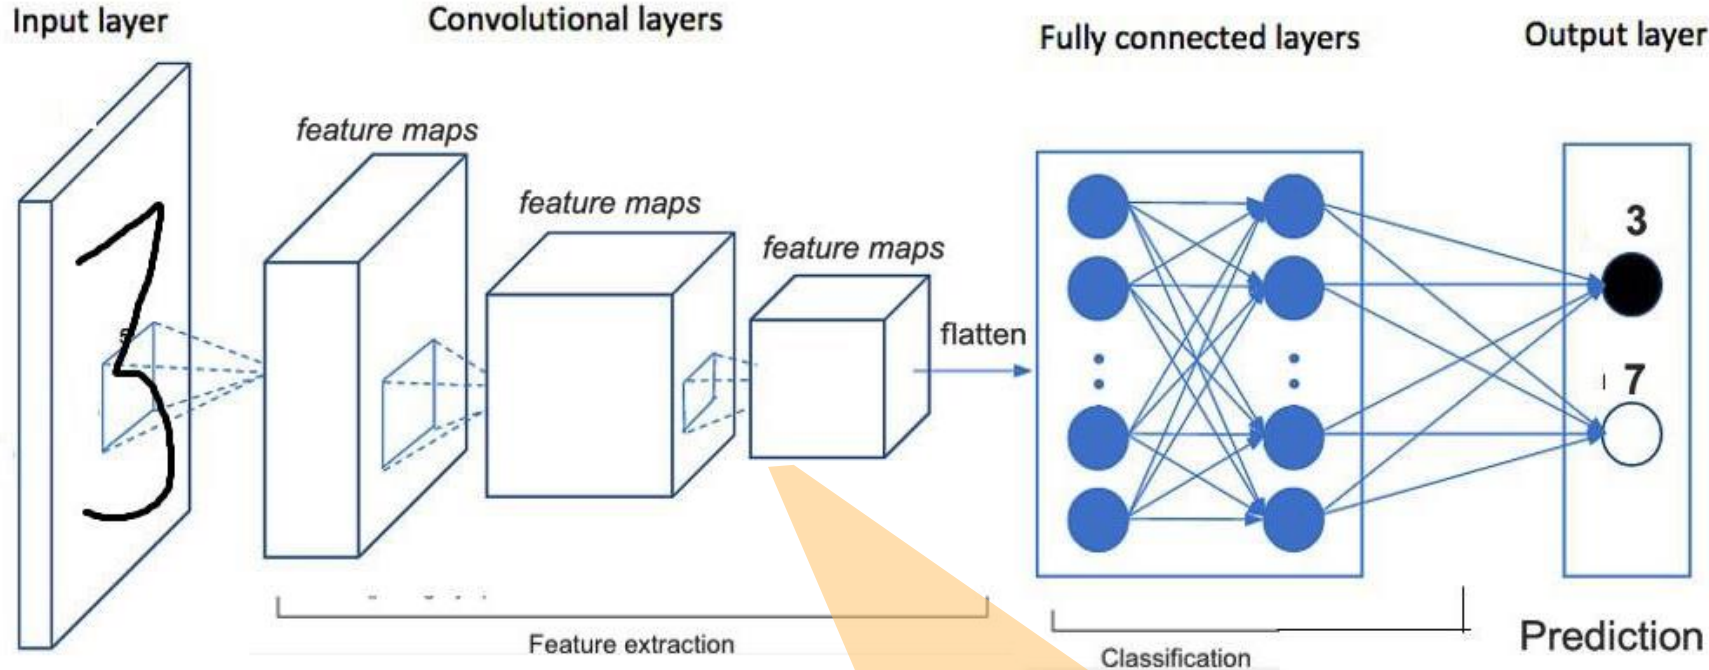 Input layer
Convolutional layers
Fully connected layers
Output layer
feature maps
feature maps
feature maps
flatten
3
7
3
Feature extraction
Classification
Prediction